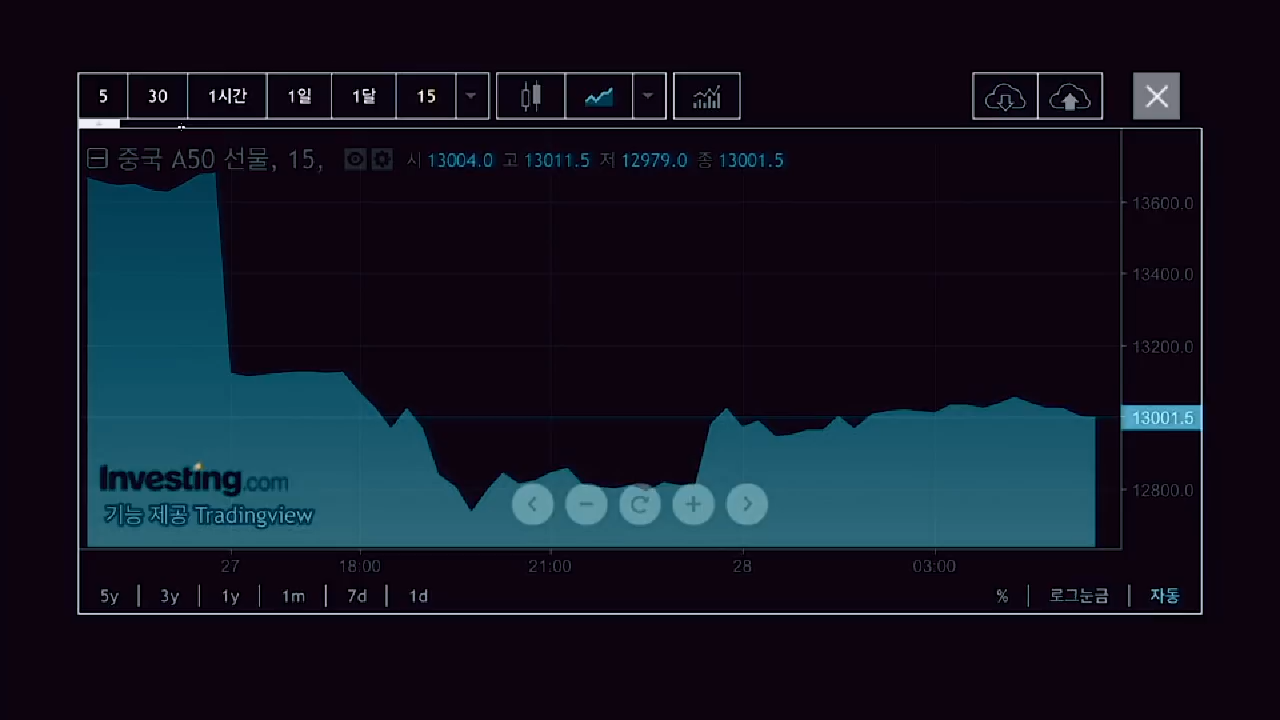 5 30 1시간 1일 1달 15
중국 A50 선물, 15, 시 13004.0 고 13011.5 저 12979.0 종 13001.5
13600.0
13400.0
13200.0
13001.5
12800.0
Investing.com
기능 제공 Tradingview
27 18:00 21:00 28 03:00
5y 3y 1y 1m 7d 1d % 로그눈금 자동